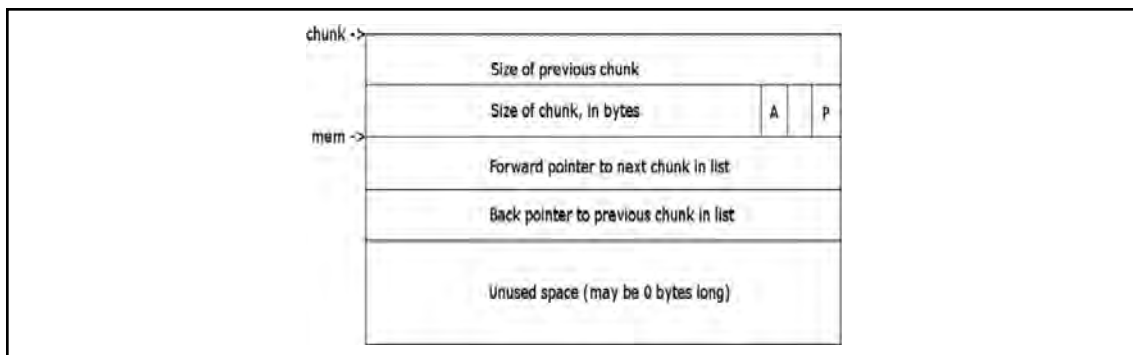 chunk ->
Size of previous chunk
Size of chunk, in bytes A P
mem ->
Forward pointer to next chunk in list
Back pointer to previous chunk in list
Unused space (may be 0 bytes long)